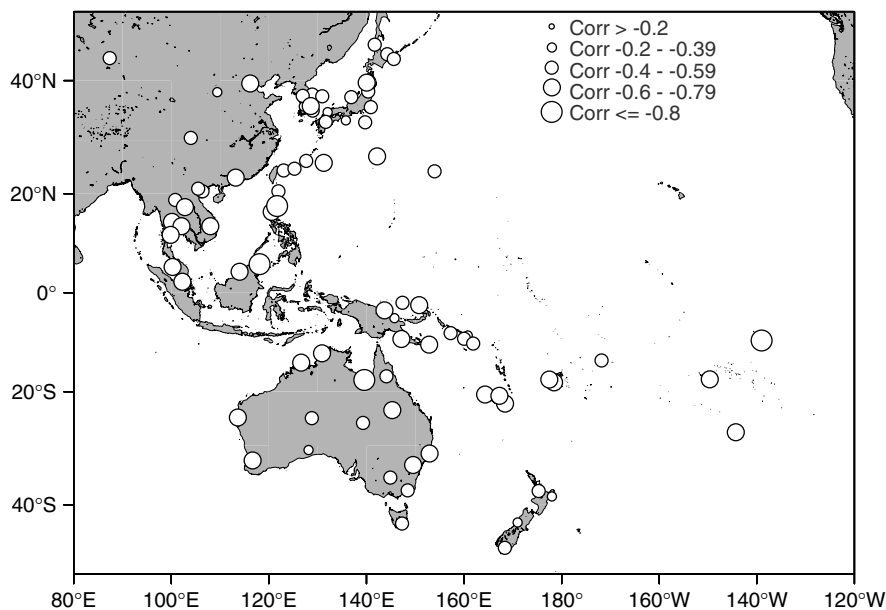 Corr > -0.2
Corr -0.2 - -0.39
Corr -0.4 - -0.59
Corr -0.6 - -0.79
Corr <= -0.8
40°N
20°N
0°
20°S
40°S
80°E 100°E 120°E 140°E 160°E 180° 160°W 140°W 120°W